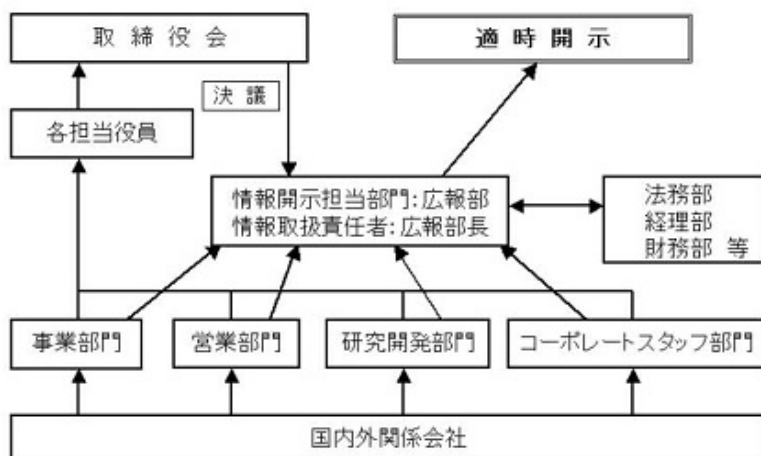 取締役会
適時開示
決議
各担当役員
情報開示担当部門:広報部
情報取扱責任者:広報部長
法務部
経理部
財務部 等
事業部門
営業部門
研究開発部門
コーポレートスタッフ部門
国内外関係会社